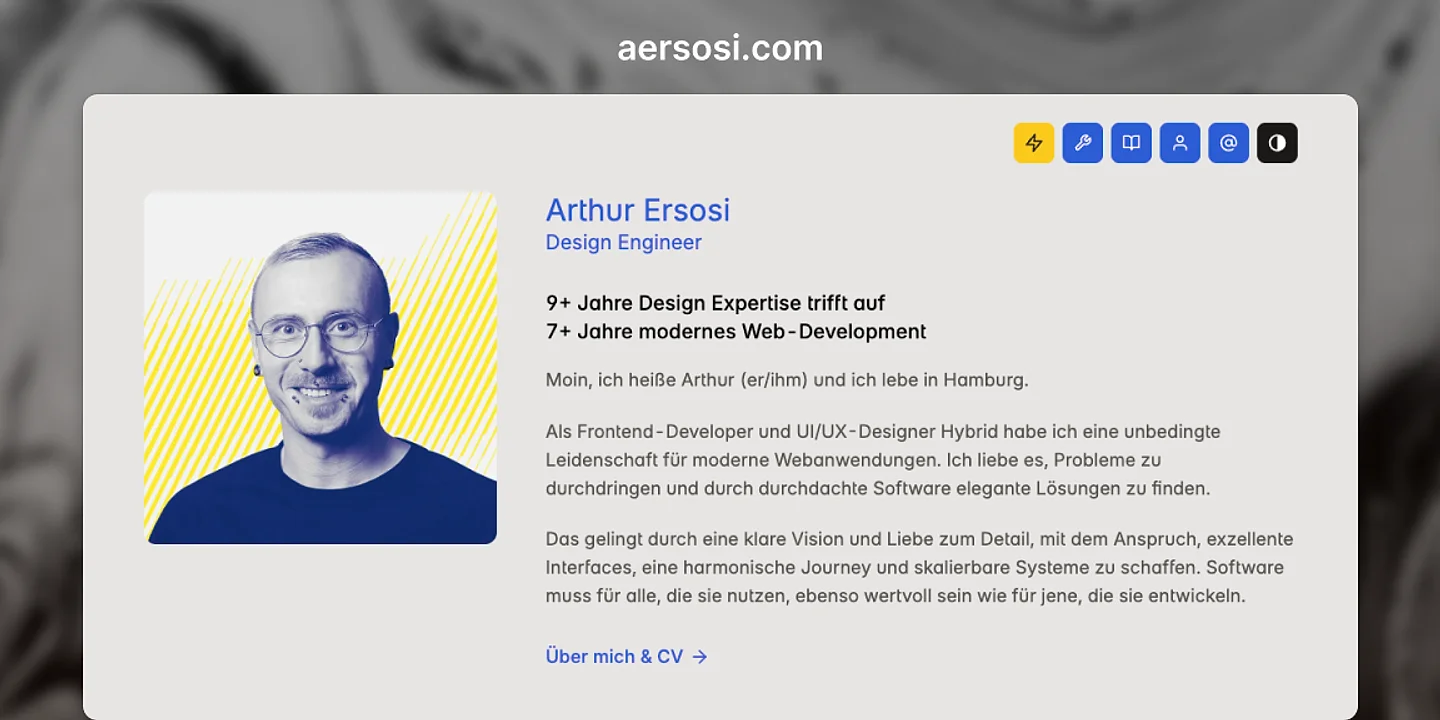 aersosi.com
Arthur Ersosi
Design Engineer
9+ Jahre Design Expertise trifft auf
7+ Jahre modernes Web-Development
Moin, ich heiße Arthur (er/ihm) und ich lebe in Hamburg.
Als Frontend-Developer und UI/UX-Designer Hybrid habe ich eine unbedingte
Leidenschaft für moderne Webanwendungen. Ich liebe es, Probleme zu
durchdringen und durch durchdachte Software elegante Lösungen zu finden.
Das gelingt durch eine klare Vision und Liebe zum Detail, mit dem Anspruch, exzellente
Interfaces, eine harmonische Journey und skalierbare Systeme zu schaffen. Software
muss für alle, die sie nutzen, ebenso wertvoll sein wie für jene, die sie entwickeln.
Über mich & CV →